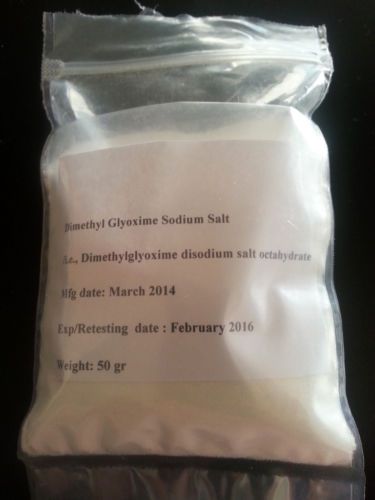 Dimethyl Glyoxime Sodium Salt
i.e., Dimethylglyoxime disodium salt octahydrate
Mfg date: March 2014
Exp/Retesting date : February 2016
Weight: 50 gr